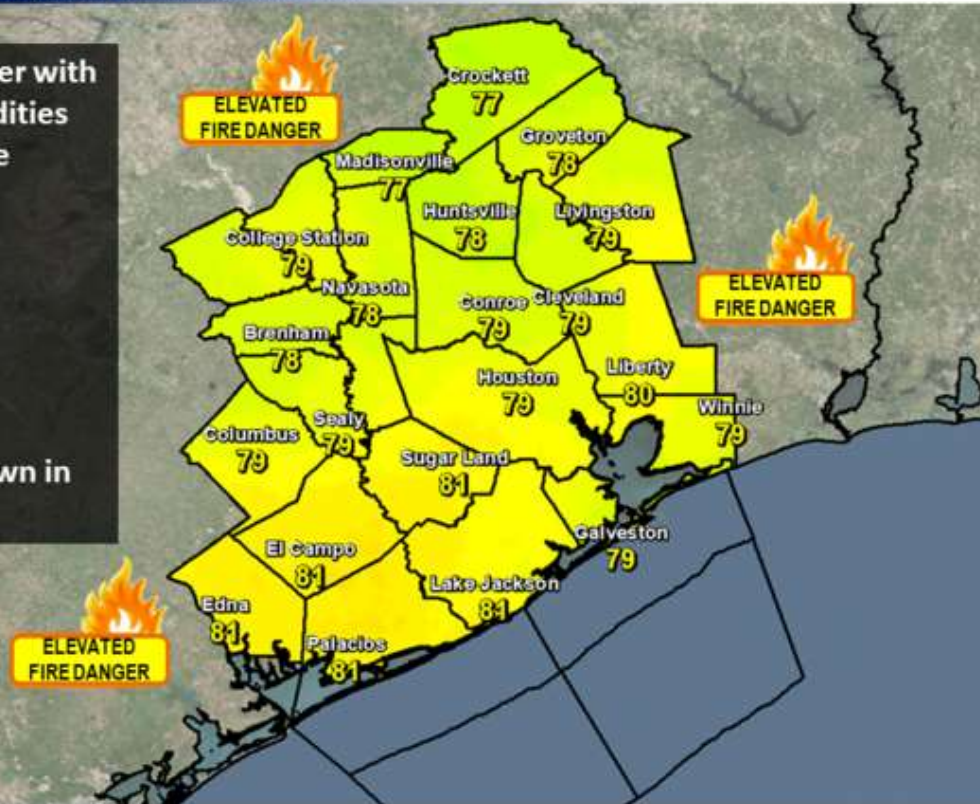 er with
dities
e
wn in
ELEVATED
FIRE DANGER
Crockett
77
Groveton
78
Madisonville
77
Huntsville
78
Livingston
79
College Station
79
ELEVATED
FIRE DANGER
Navasota
78
Conroe
79
Cleveland
79
Brenham
78
Houston
79
Liberty
80
Winnie
79
Sealy
79
Columbus
79
Sugar Land
81
Galveston
79
El Campo
81
Lake Jackson
81
Edna
81
Palacios
81
ELEVATED
FIRE DANGER